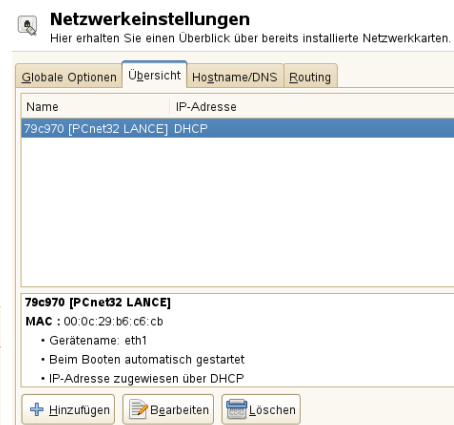 Netzwerkeinstellungen
Hier erhalten Sie einen Überblick über bereits installierte Netzwerkkarten.
Globale Optionen Übersicht Hostname/DNS Routing
Name IP-Adresse
79c970 [PCnet32 LANCE] DHCP
79c970 [PCnet32 LANCE]
MAC : 00:0c:29:b6:c6:cb
• Gerätename: eth1
• Beim Booten automatisch gestartet
• IP-Adresse zugewiesen über DHCP
Hinzufügen Bearbeiten Löschen